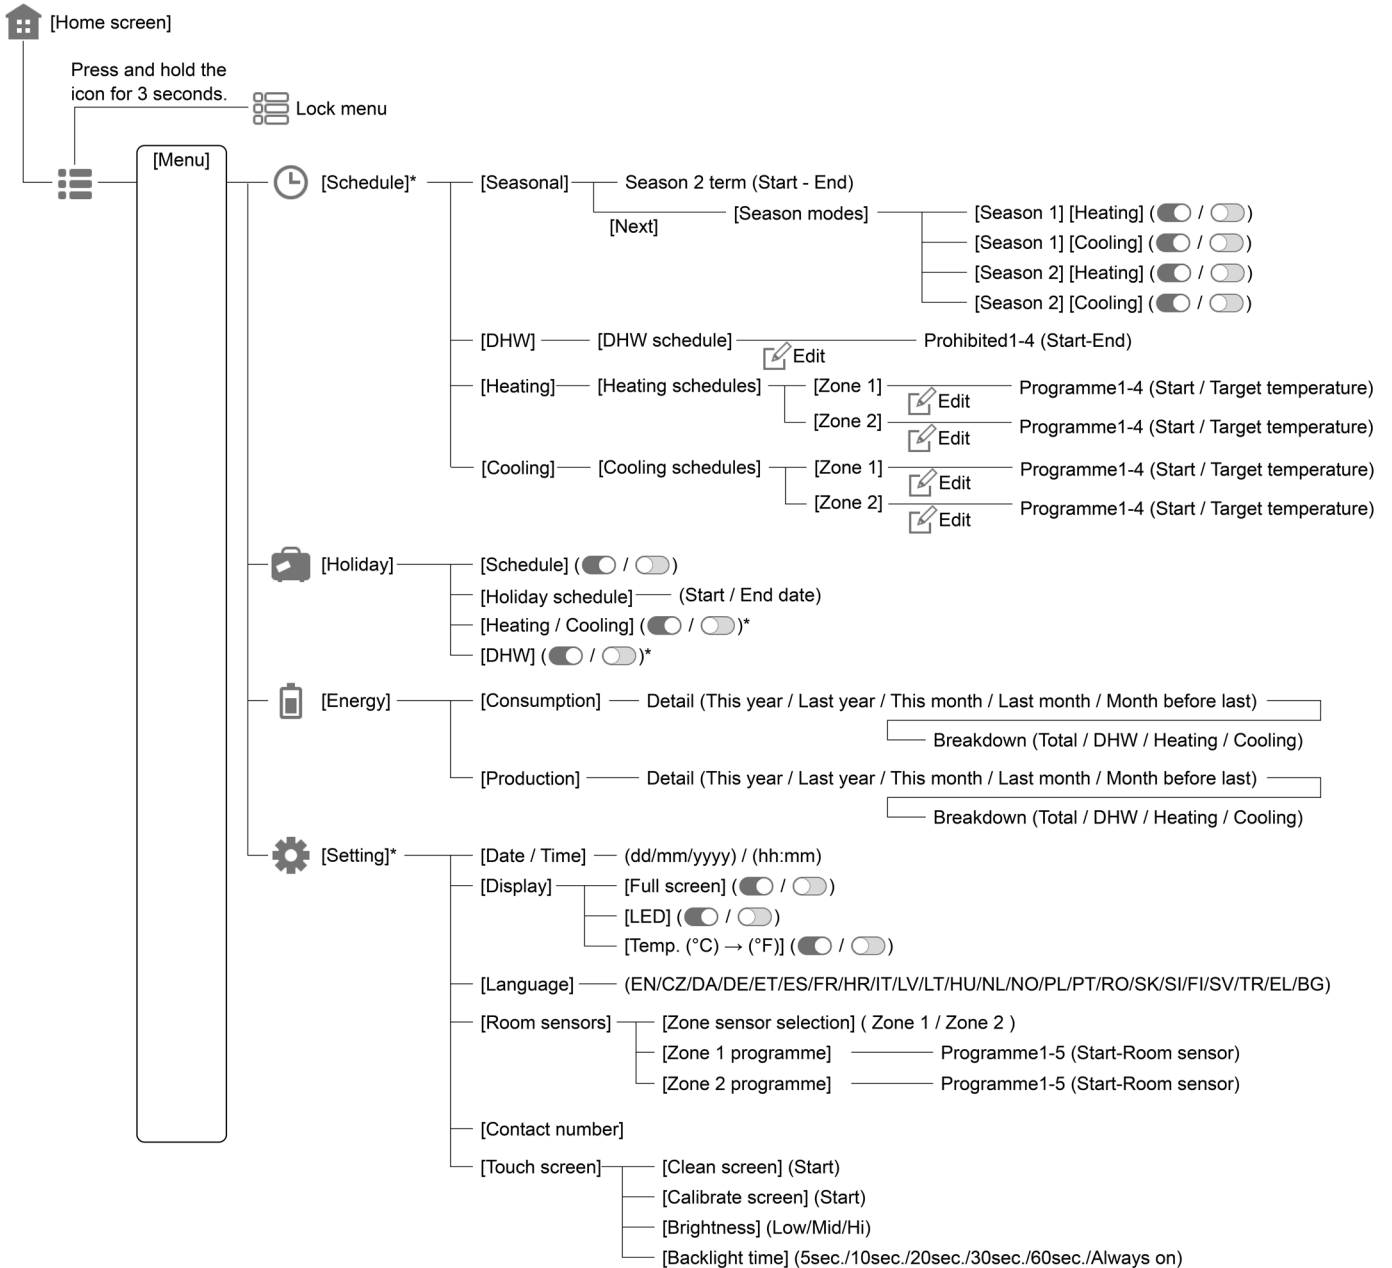 [Home screen]
Press and hold the
icon for 3 seconds.
Lock menu
[Menu]
[Schedule]*
[Seasonal]
Season 2 term (Start - End)
[Next]
[Season modes]
[Season 1] [Heating] ( / )
[Season 1] [Cooling] ( / )
[Season 2] [Heating] ( / )
[Season 2] [Cooling] ( / )
[DHW]
[DHW schedule]
Edit
Prohibited1-4 (Start-End)
[Heating]
[Heating schedules]
[Zone 1]
Edit
Programme1-4 (Start / Target temperature)
[Zone 2]
Edit
Programme1-4 (Start / Target temperature)
[Cooling]
[Cooling schedules]
[Zone 1]
Edit
Programme1-4 (Start / Target temperature)
[Zone 2]
Edit
Programme1-4 (Start / Target temperature)
[Holiday]
[Schedule] ( / )
[Holiday schedule]
(Start / End date)
[Heating / Cooling] ( / )*
[DHW] ( / )*
[Energy]
[Consumption]
Detail (This year / Last year / This month / Last month / Month before last)
Breakdown (Total / DHW / Heating / Cooling)
[Production]
Detail (This year / Last year / This month / Last month / Month before last)
Breakdown (Total / DHW / Heating / Cooling)
[Setting]*
[Date / Time]
(dd/mm/yyyy) / (hh:mm)
[Display]
[Full screen] ( / )
[LED] ( / )
[Temp. (°C) → (°F)] ( / )
[Language]
(EN/CZ/DA/DE/ET/ES/FR/HR/IT/LV/LT/HU/NL/NO/PL/PT/RO/SK/SI/FI/SV/TR/EL/BG)
[Room sensors]
[Zone sensor selection] ( Zone 1 / Zone 2 )
[Zone 1 programme]
Programme1-5 (Start-Room sensor)
[Zone 2 programme]
Programme1-5 (Start-Room sensor)
[Contact number]
[Touch screen]
[Clean screen] (Start)
[Calibrate screen] (Start)
[Brightness] (Low/Mid/Hi)
[Backlight time] (5sec./10sec./20sec./30sec./60sec./Always on)